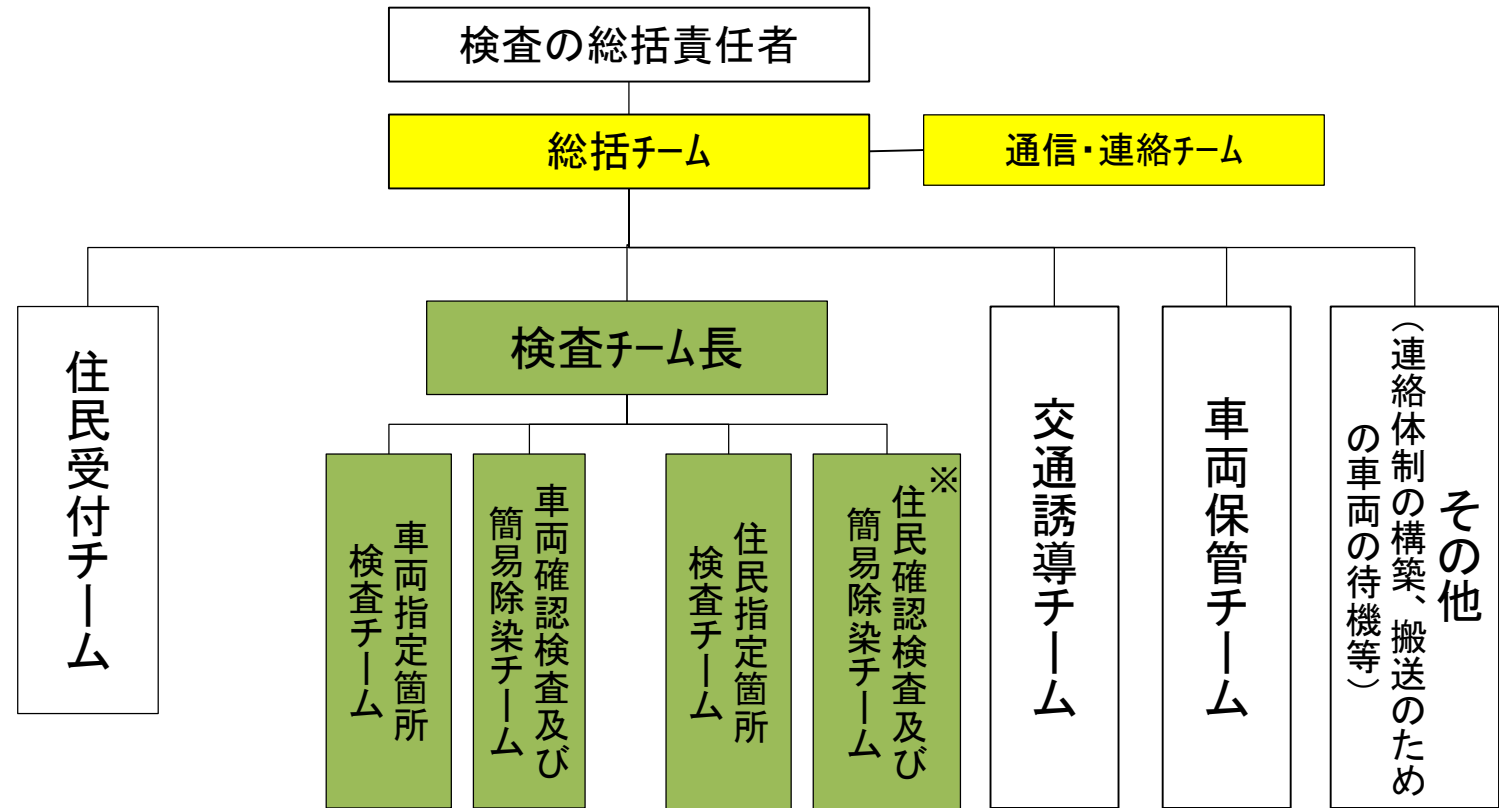 検査の総括責任者
総括チーム
通信・連絡チーム
住民受付チーム
検査チーム長
車両指定箇所
検査チーム
車両確認検査及び
簡易除染チーム
住民指定箇所
検査チーム
※
住民確認検査及び
簡易除染チーム
交通誘導チーム
車両保管チーム
その他
（連絡体制の構築、搬送のため
の車両の待機等）